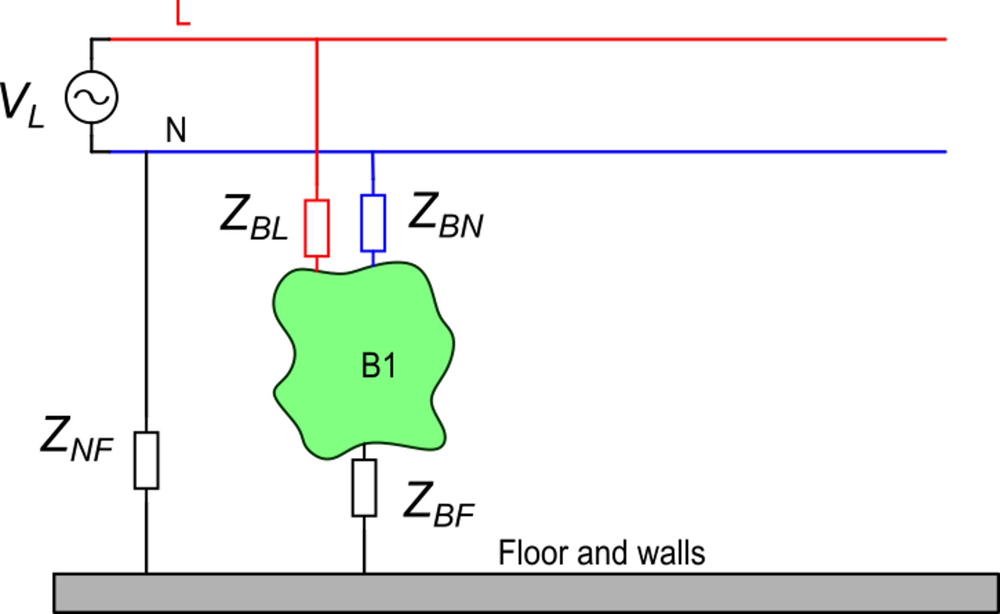 L
V_L
N
Z_BL
Z_BN
B1
Z_NF
Z_BF
Floor and walls